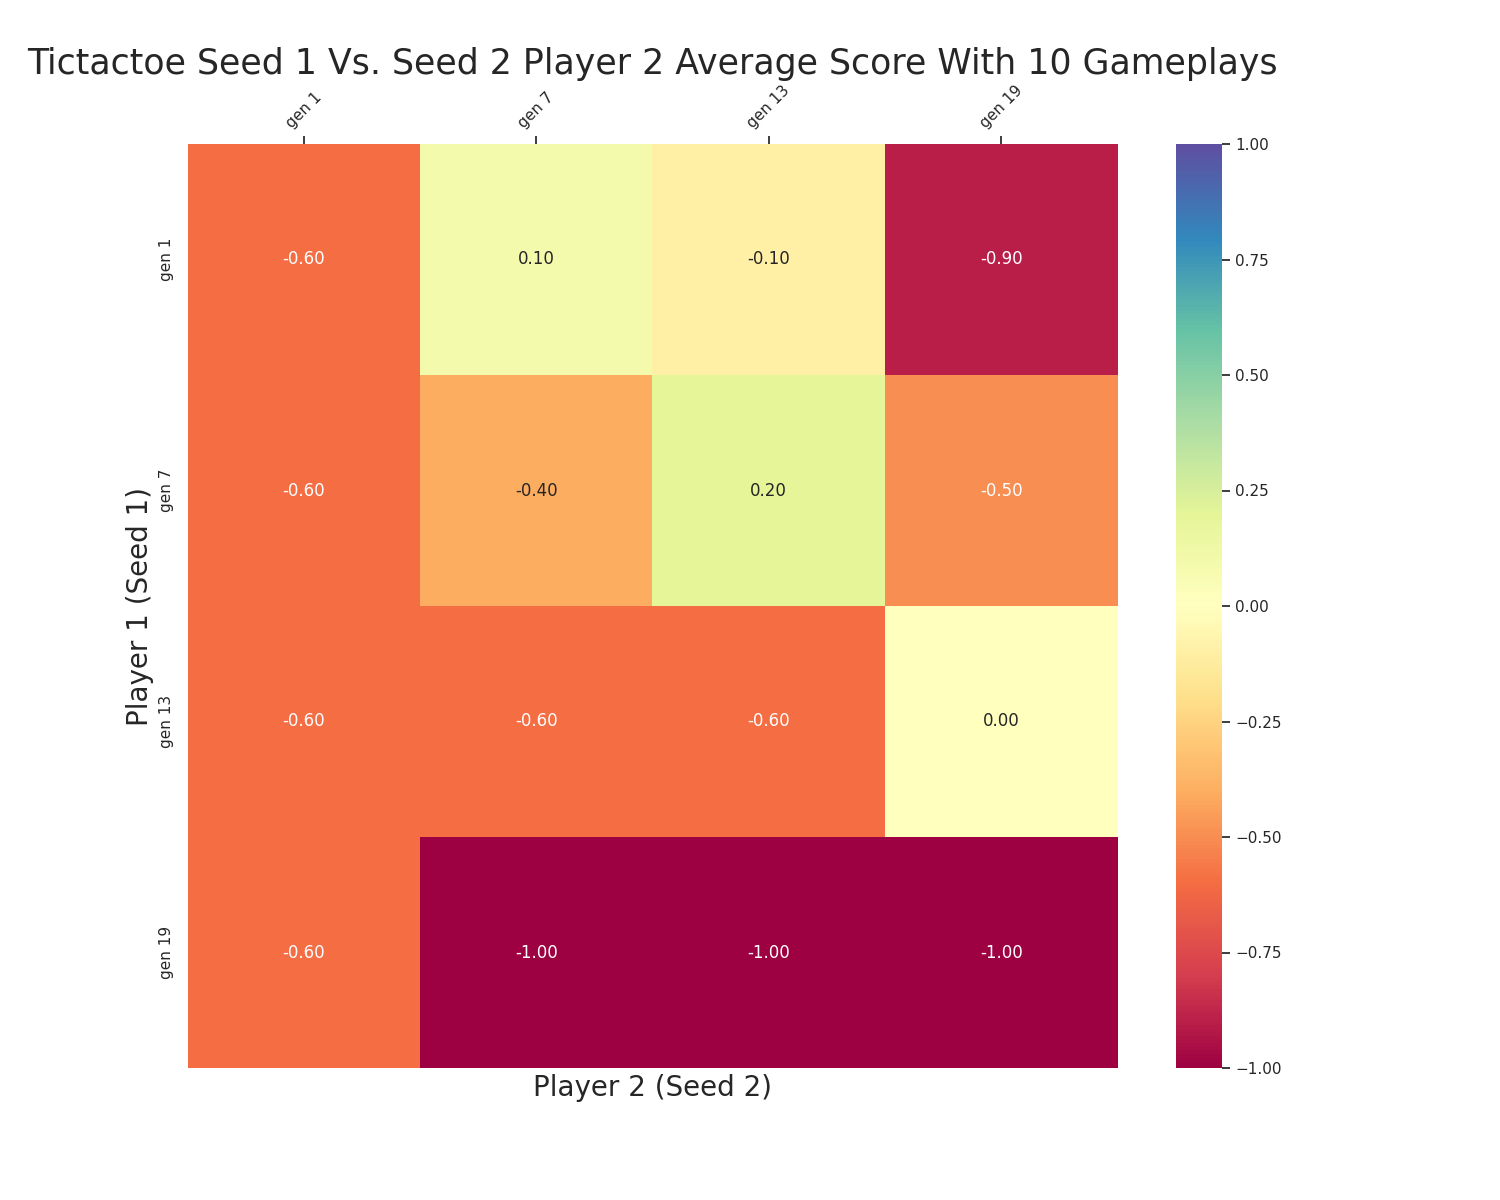 Tictactoe Seed 1 Vs. Seed 2 Player 2 Average Score With 10 Gameplays
gen 1 gen 7 gen 13 gen 19
gen 1 -0.60 0.10 -0.10 -0.90
gen 7 -0.60 -0.40 0.20 -0.50
gen 13 -0.60 -0.60 -0.60 0.00
gen 19 -0.60 -1.00 -1.00 -1.00
Player 1 (Seed 1)
Player 2 (Seed 2)
1.00
0.75
0.50
0.25
0.00
−0.25
−0.50
−0.75
−1.00